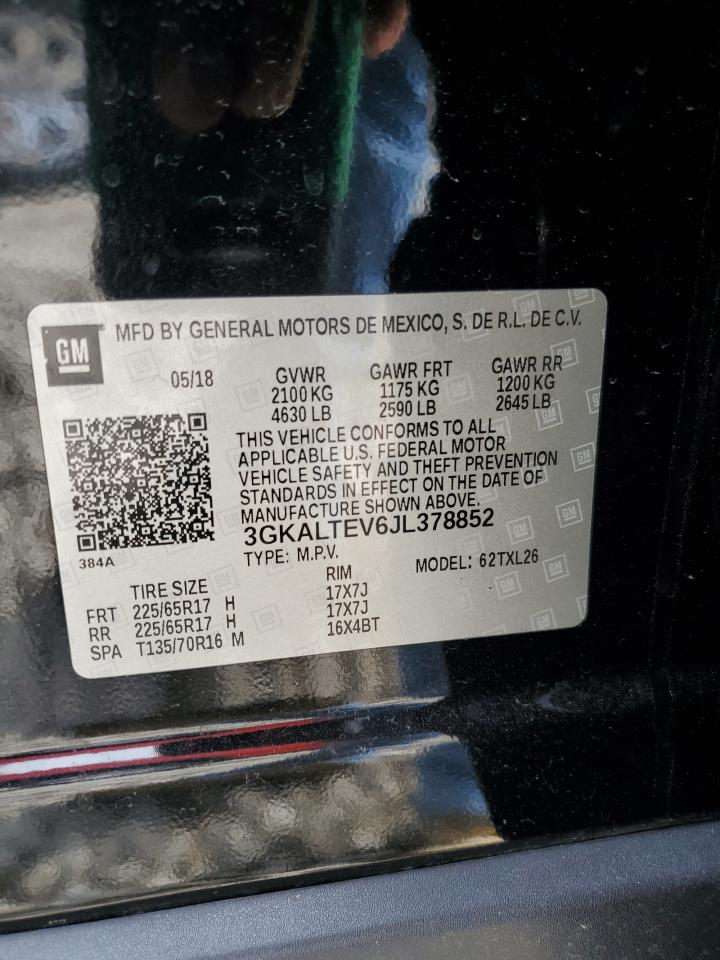 GM MFD BY GENERAL MOTORS DE MEXICO, S. DE R.L. DE C.V.
05/18 GVWR GAWR FRT GAWR RR
2100 KG 1175 KG 1200 KG
4630 LB 2590 LB 2645 LB
THIS VEHICLE CONFORMS TO ALL
APPLICABLE U.S. FEDERAL MOTOR
VEHICLE SAFETY AND THEFT PREVENTION
STANDARDS IN EFFECT ON THE DATE OF
MANUFACTURE SHOWN ABOVE.
3GKALTEV6JL378852
384A TYPE: M.P.V. MODEL: 62TXL26
TIRE SIZE RIM
FRT 225/65R17 H 17X7J
RR 225/65R17 H 17X7J
SPA T135/70R16 M 16X4BT